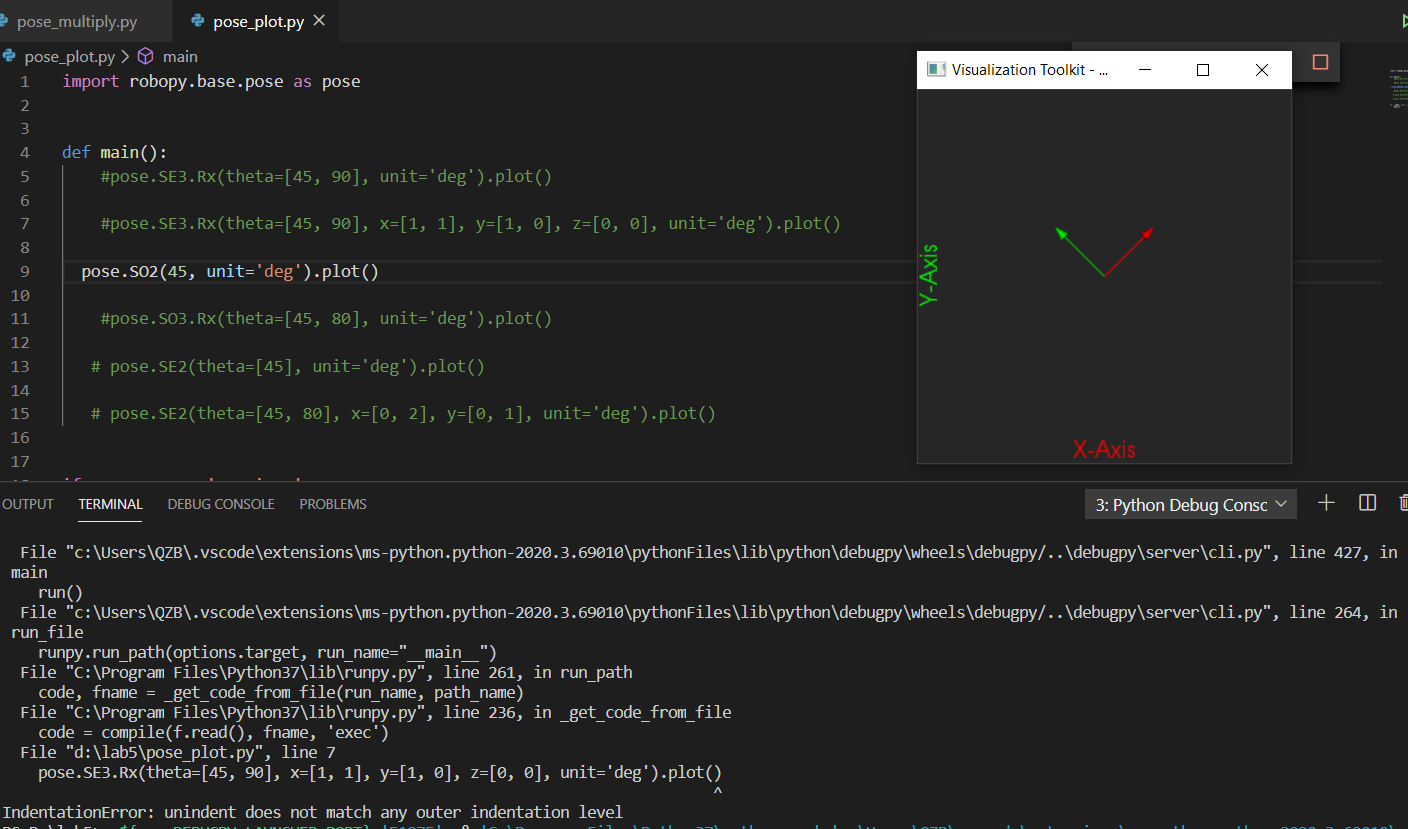 pose_multiply.py
pose_plot.py
pose_plot.py > main
1 import robopy.base.pose as pose
2
3
4 def main():
5 #pose.SE3.Rx(theta=[45, 90], unit='deg').plot()
6
7 #pose.SE3.Rx(theta=[45, 90], x=[1, 1], y=[1, 0], z=[0, 0], unit='deg').plot()
8
9 pose.SO2(45, unit='deg').plot()
10
11 #pose.SO3.Rx(theta=[45, 80], unit='deg').plot()
12
13 # pose.SE2(theta=[45], unit='deg').plot()
14
15 # pose.SE2(theta=[45, 80], x=[0, 2], y=[0, 1], unit='deg').plot()
16
17
Visualization Toolkit - ...
Y-Axis
X-Axis
OUTPUT TERMINAL DEBUG CONSOLE PROBLEMS
3: Python Debug Consc
File "c:\Users\QZB\.vscode\extensions\ms-python.python-2020.3.69010\pythonFiles\lib\python\debugpy\wheels\debugpy/..\debugpy\server\cli.py", line 427, in
main
run()
File "c:\Users\QZB\.vscode\extensions\ms-python.python-2020.3.69010\pythonFiles\lib\python\debugpy\wheels\debugpy/..\debugpy\server\cli.py", line 264, in
run_file
runpy.run_path(options.target, run_name="__main__")
File "C:\Program Files\Python37\lib\runpy.py", line 261, in run_path
code, fname = _get_code_from_file(run_name, path_name)
File "C:\Program Files\Python37\lib\runpy.py", line 236, in _get_code_from_file
code = compile(f.read(), fname, 'exec')
File "d:\lab5\pose_plot.py", line 7
pose.SE3.Rx(theta=[45, 90], x=[1, 1], y=[1, 0], z=[0, 0], unit='deg').plot()
^
IndentationError: unindent does not match any outer indentation level